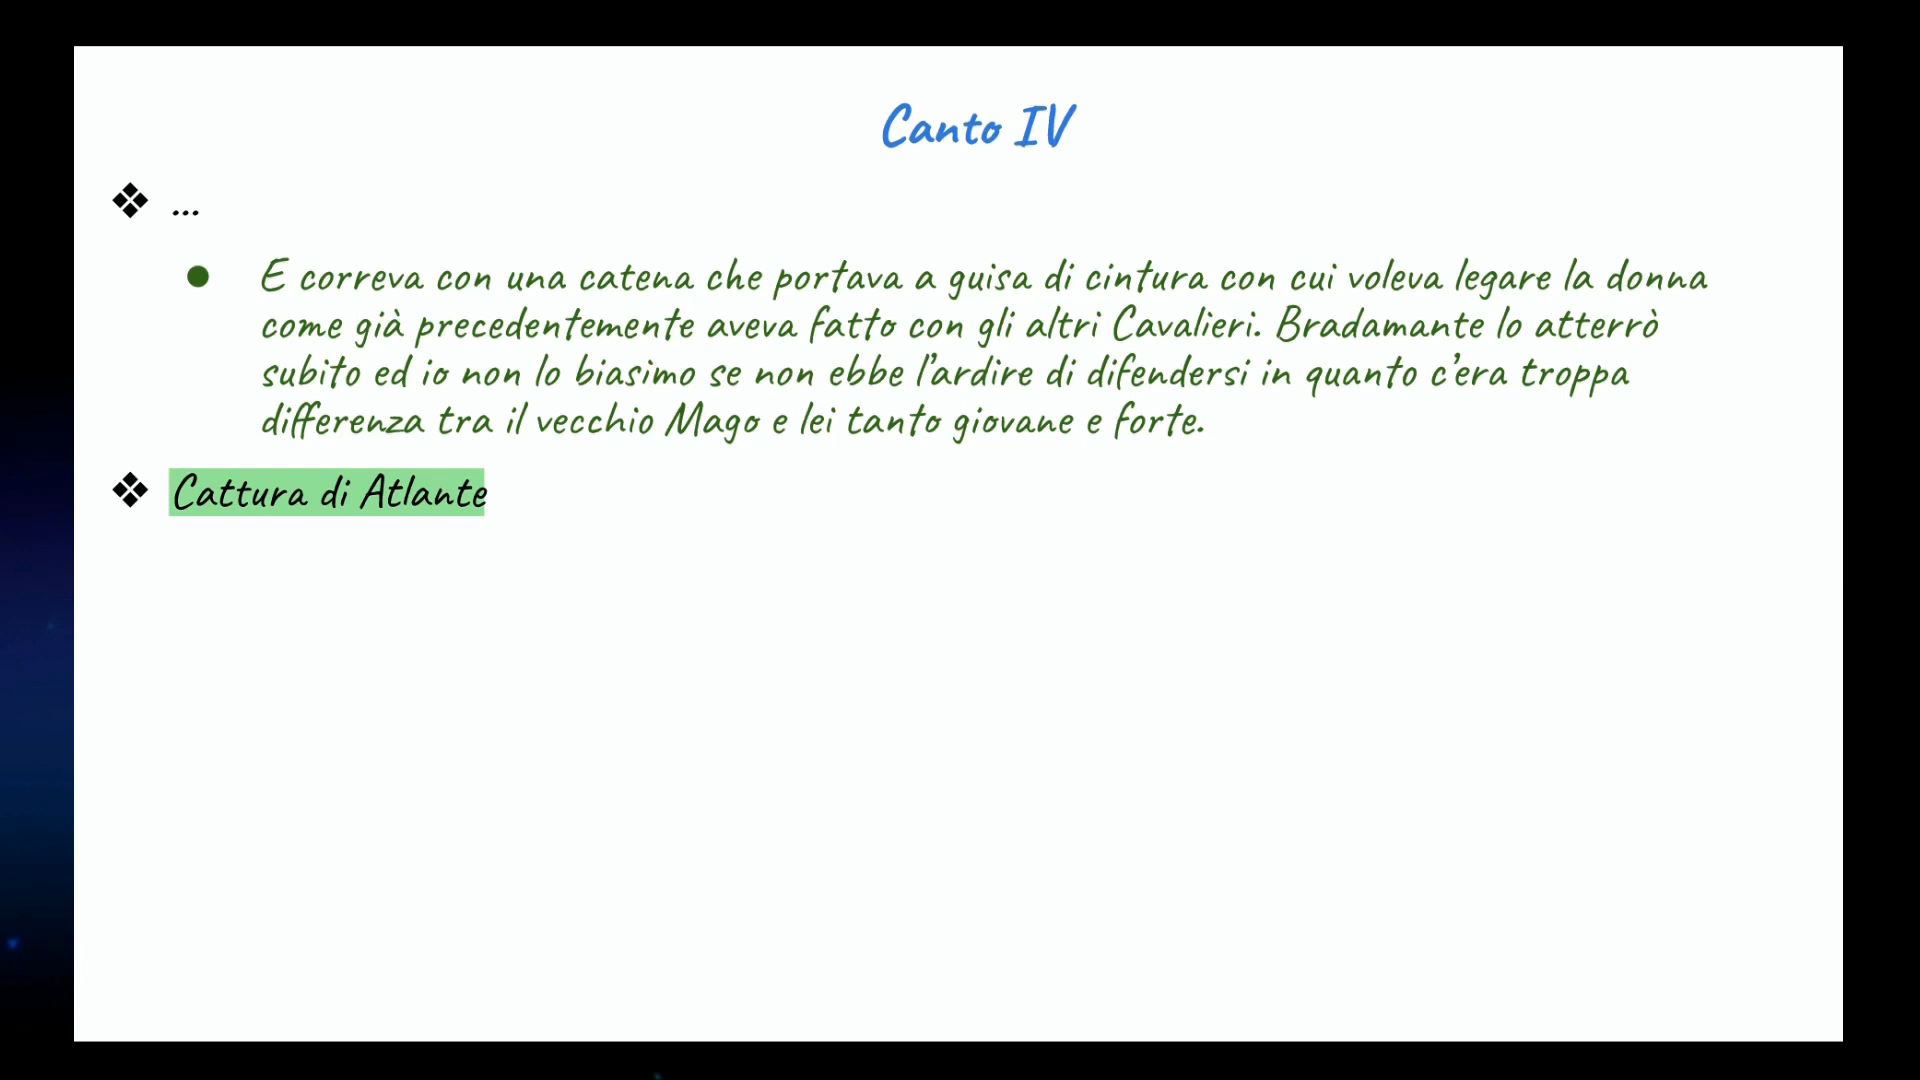 Canto IV
❖ ...
● E correva con una catena che portava a guisa di cintura con cui voleva legare la donna
come già precedentemente aveva fatto con gli altri Cavalieri. Bradamante lo atterrò
subito ed io non lo biasimo se non ebbe l'ardire di difendersi in quanto c'era troppa
differenza tra il vecchio Mago e lei tanto giovane e forte.
❖ Cattura di Atlante